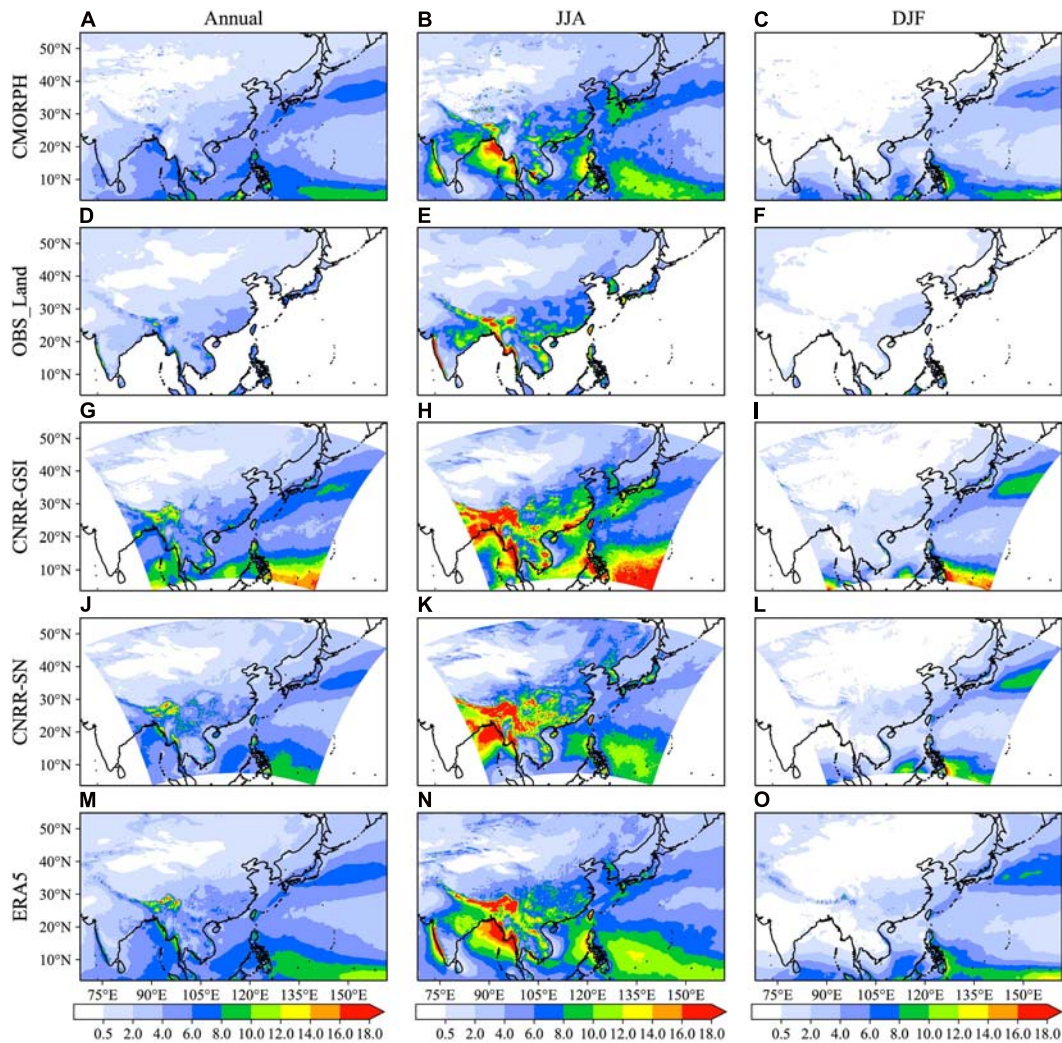 A Annual B JJA C DJF
CMORPH
50°N
40°N
30°N
20°N
10°N
D E F
OBS_Land
50°N
40°N
30°N
20°N
10°N
G H I
CNRR-GSI
50°N
40°N
30°N
20°N
10°N
J K L
CNRR-SN
50°N
40°N
30°N
20°N
10°N
M N O
ERA5
50°N
40°N
30°N
20°N
10°N
75°E 90°E 105°E 120°E 135°E 150°E 75°E 90°E 105°E 120°E 135°E 150°E 75°E 90°E 105°E 120°E 135°E 150°E
0.5 2.0 4.0 6.0 8.0 10.0 12.0 14.0 16.0 18.0 0.5 2.0 4.0 6.0 8.0 10.0 12.0 14.0 16.0 18.0 0.5 2.0 4.0 6.0 8.0 10.0 12.0 14.0 16.0 18.0